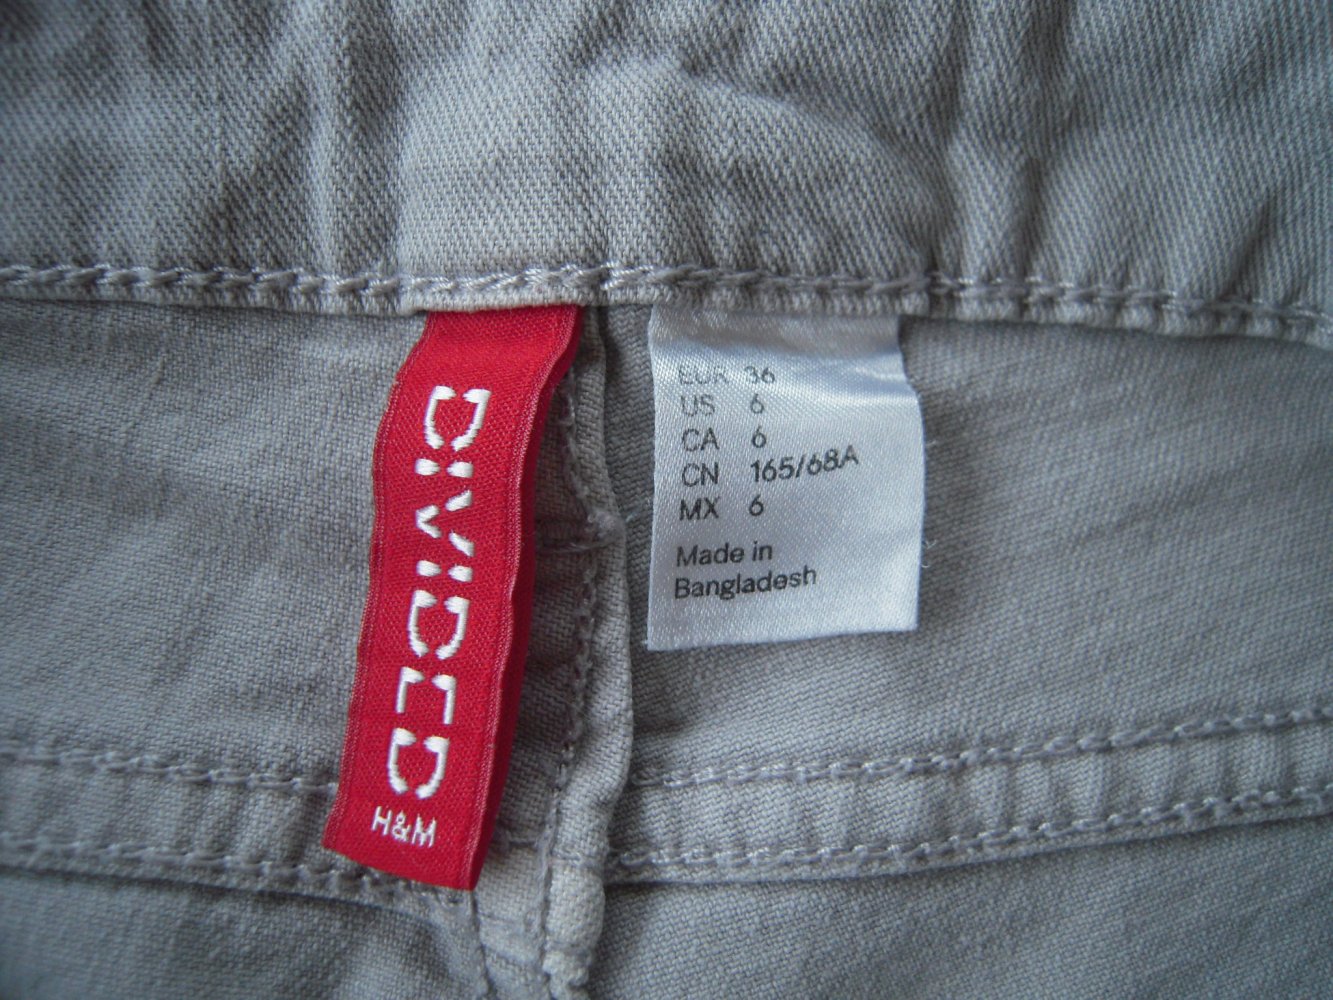 DIVIDED
H&M
EUR 36
US 6
CA 6
CN 165/68A
MX 6
Made in
Bangladesh